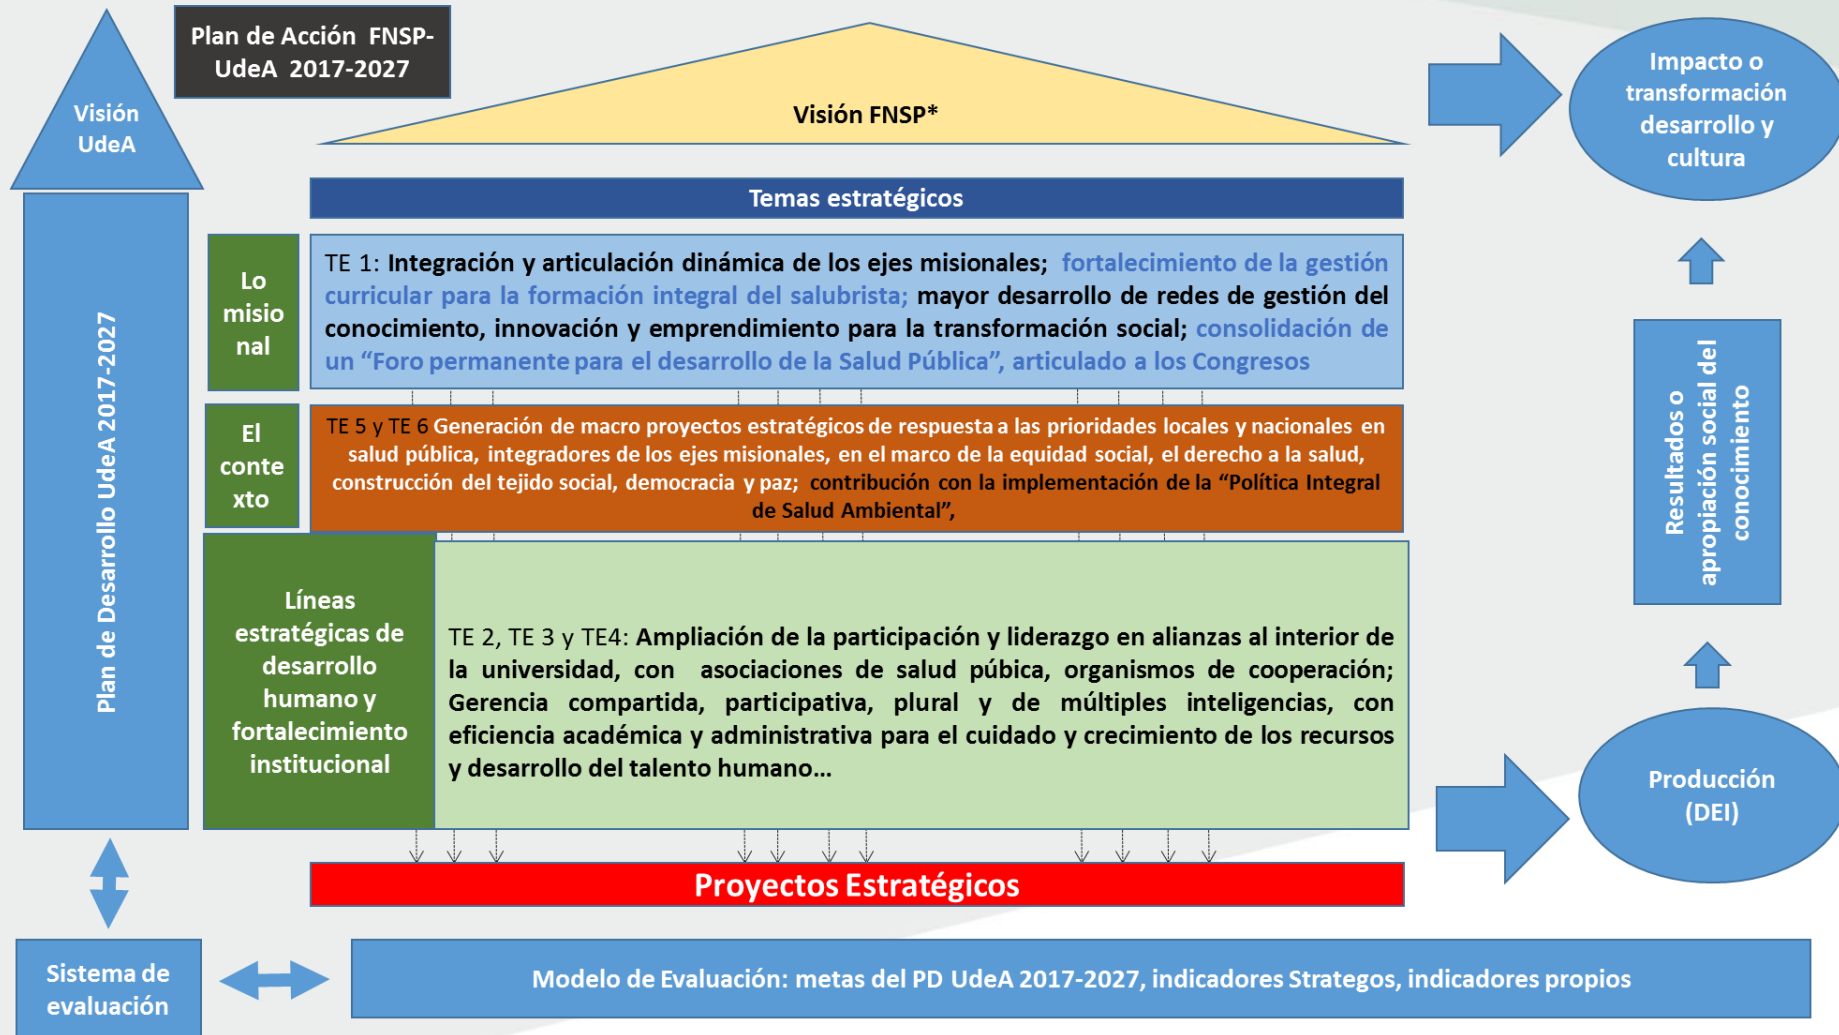 Plan de Acción FNSP-
UdeA 2017-2027
Visión
UdeA
Visión FNSP*
Impacto o
transformación
desarrollo y
cultura
Temas estratégicos
Plan de Desarrollo UdeA 2017-2027
Lo
misio
nal
TE 1: Integración y articulación dinámica de los ejes misionales; fortalecimiento de la gestión
curricular para la formación integral del salubrista; mayor desarrollo de redes de gestión del
conocimiento, innovación y emprendimiento para la transformación social; consolidación de
un “Foro permanente para el desarrollo de la Salud Pública”, articulado a los Congresos
El
conte
xto
TE 5 y TE 6 Generación de macro proyectos estratégicos de respuesta a las prioridades locales y nacionales en
salud pública, integradores de los ejes misionales, en el marco de la equidad social, el derecho a la salud,
construcción del tejido social, democracia y paz; contribución con la implementación de la “Política Integral
de Salud Ambiental”,
Líneas
estratégicas de
desarrollo
humano y
fortalecimiento
institucional
TE 2, TE 3 y TE4: Ampliación de la participación y liderazgo en alianzas al interior de
la universidad, con asociaciones de salud púbica, organismos de cooperación;
Gerencia compartida, participativa, plural y de múltiples inteligencias, con
eficiencia académica y administrativa para el cuidado y crecimiento de los recursos
y desarrollo del talento humano...
Resultados o
apropiación social del
conocimiento
Producción
(DEI)
Proyectos Estratégicos
Sistema de
evaluación
Modelo de Evaluación: metas del PD UdeA 2017-2027, indicadores Strategos, indicadores propios